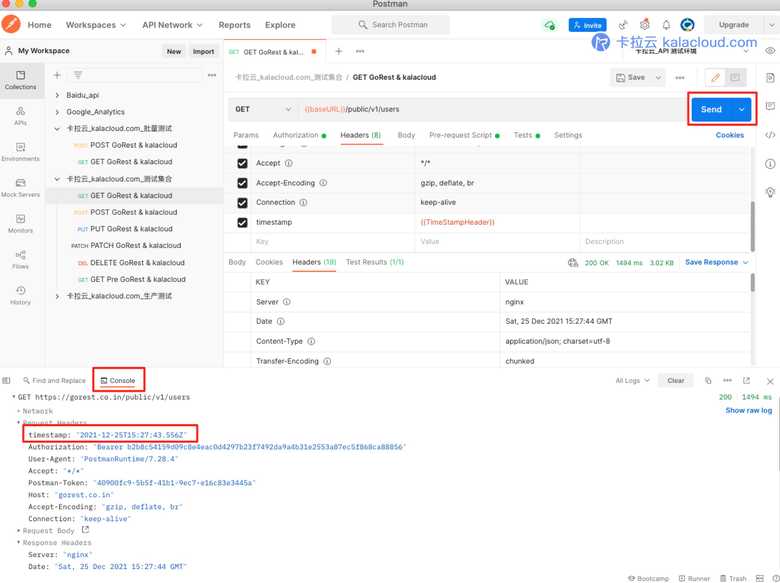 Postman
Home Workspaces API Network Reports Explore Search Postman Invite Upgrade
卡拉云 kalacloud.com
My Workspace New Import GET GoRest & kal... 卡拉云_API 测试环境
Collections
APIs
Environments
Mock Servers
Monitors
Flows
History
Baidu_api
Google_Analytics
卡拉云_kalacloud.com_批量测试
POST POST GoRest & kalacloud
GET GET GoRest & kalacloud
卡拉云_kalacloud.com_测试集合
GET GET GoRest & kalacloud
POST POST GoRest & kalacloud
PUT PUT GoRest & kalacloud
PATCH PATCH GoRest & kalacloud
DEL DELETE GoRest & kalacloud
GET GET Pre GoRest & kalacloud
卡拉云_kalacloud.com_生产测试
卡拉云_kalacloud.com_测试集合 / GET GoRest & kalacloud Save
GET {{baseURL}}/public/v1/users Send
Params Authorization Headers (8) Body Pre-request Script Tests Settings Cookies
Accept */*
Accept-Encoding gzip, deflate, br
Connection keep-alive
timestamp {{TimeStampHeader}}
Key Value Description
Body Cookies Headers (19) Test Results (1/1) 200 OK 1494 ms 3.02 KB Save Response
KEY VALUE
Server nginx
Date Sat, 25 Dec 2021 15:27:44 GMT
Content-Type application/json; charset=utf-8
Transfer-Encoding chunked
Find and Replace Console All Logs Clear
GET https://gorest.co.in/public/v1/users 200 1494 ms
Network Show raw log
Request Headers
timestamp: "2021-12-25T15:27:43.556Z"
Authorization: "Bearer b2b8c54159d09c8e4eac0d4297b23f7492da9a4b31e2553a87ec5f868ca88856"
User-Agent: "PostmanRuntime/7.28.4"
Accept: "*/*"
Postman-Token: "40900fc9-5b5f-41b1-9ec7-e16c83e3445a"
Host: "gorest.co.in"
Accept-Encoding: "gzip, deflate, br"
Connection: "keep-alive"
Request Body
Response Headers
Server: "nginx"
Date: "Sat, 25 Dec 2021 15:27:44 GMT"
Bootcamp Runner Trash